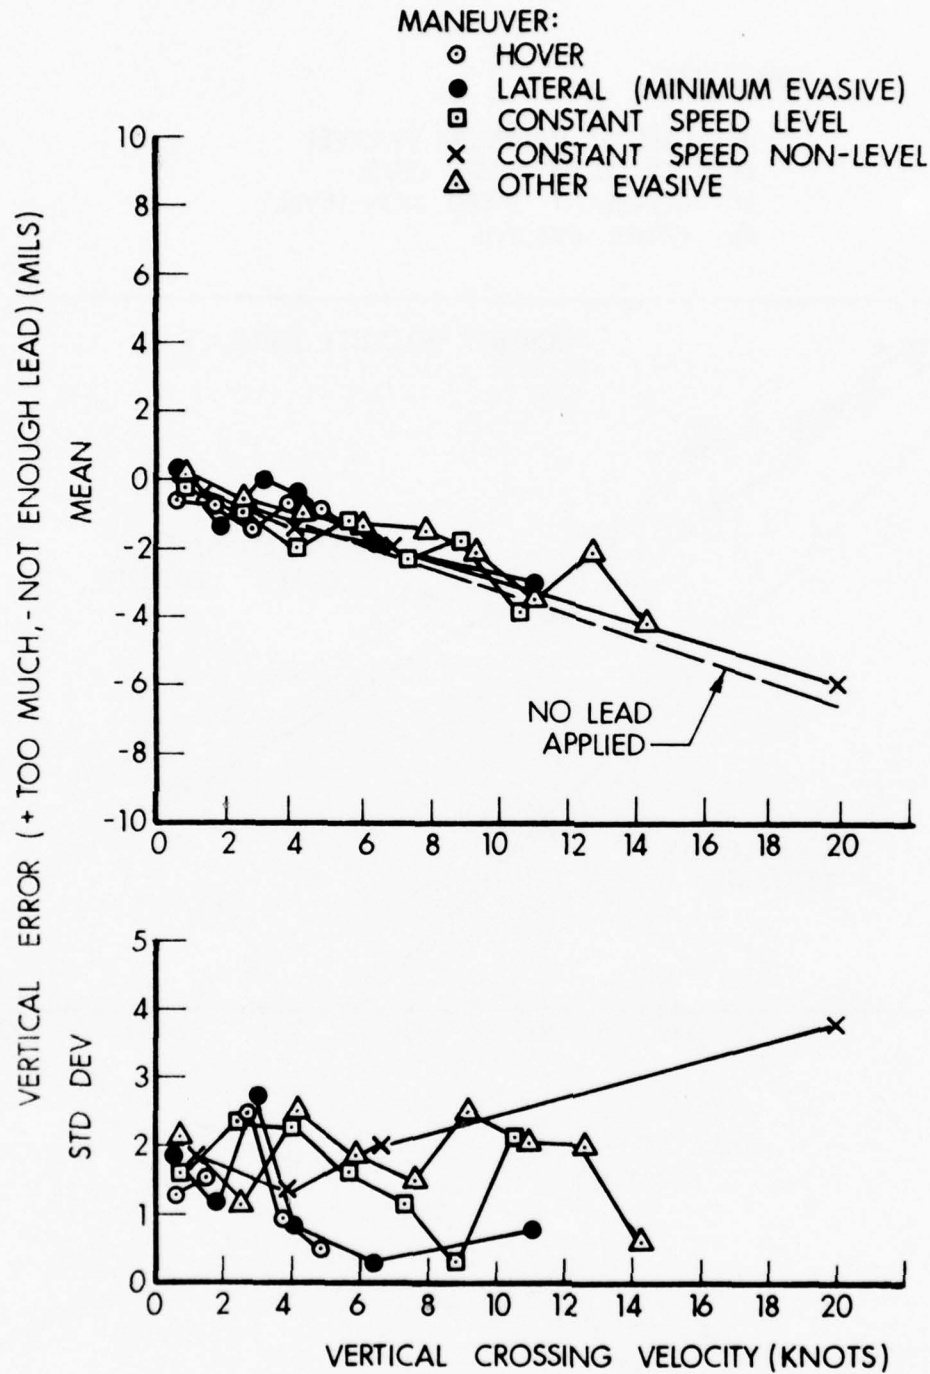 MANEUVER:
HOVER
LATERAL (MINIMUM EVASIVE)
CONSTANT SPEED LEVEL
CONSTANT SPEED NON-LEVEL
OTHER EVASIVE
VERTICAL ERROR (+ TOO MUCH, - NOT ENOUGH LEAD) (MILS)
MEAN
10
8
6
4
2
0
-2
-4
-6
-8
-10
NO LEAD
APPLIED
0 2 4 6 8 10 12 14 16 18 20
STD DEV
5
4
3
2
1
0
0 2 4 6 8 10 12 14 16 18 20
VERTICAL CROSSING VELOCITY (KNOTS)